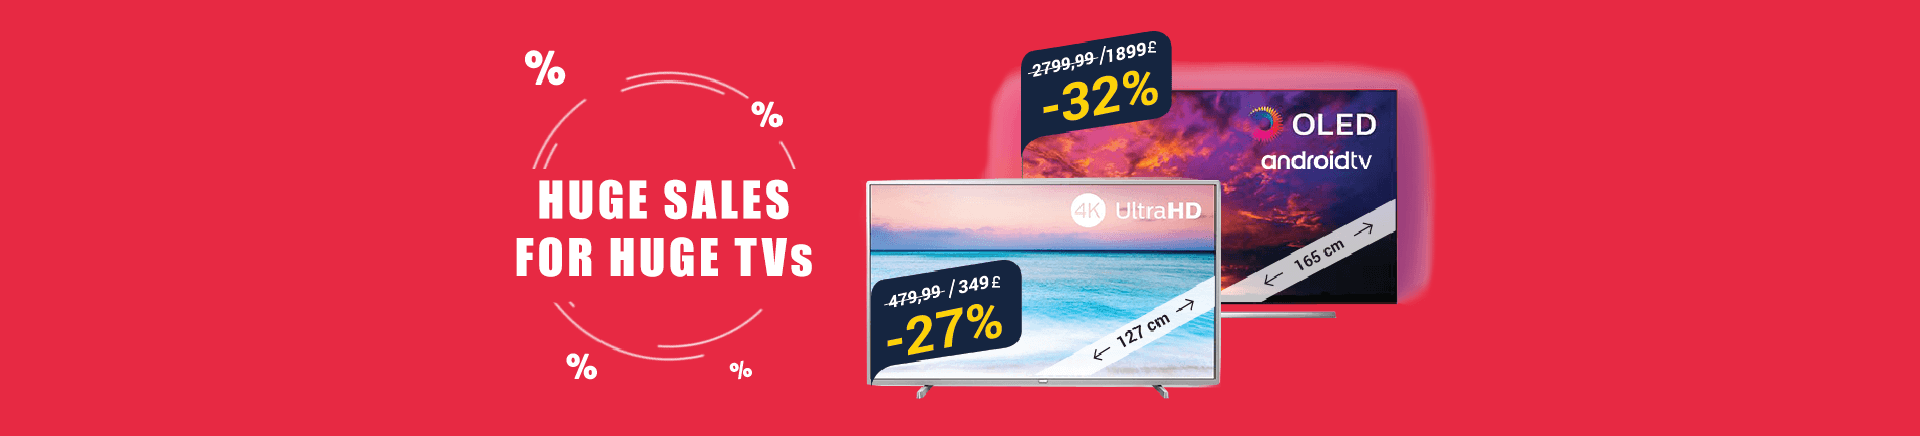 %
%
HUGE SALES
FOR HUGE TVs
%
%
2799,99 /1899£
-32%
OLED
androidtv
165 cm
4K UltraHD
479,99 / 349£
-27%
127 cm